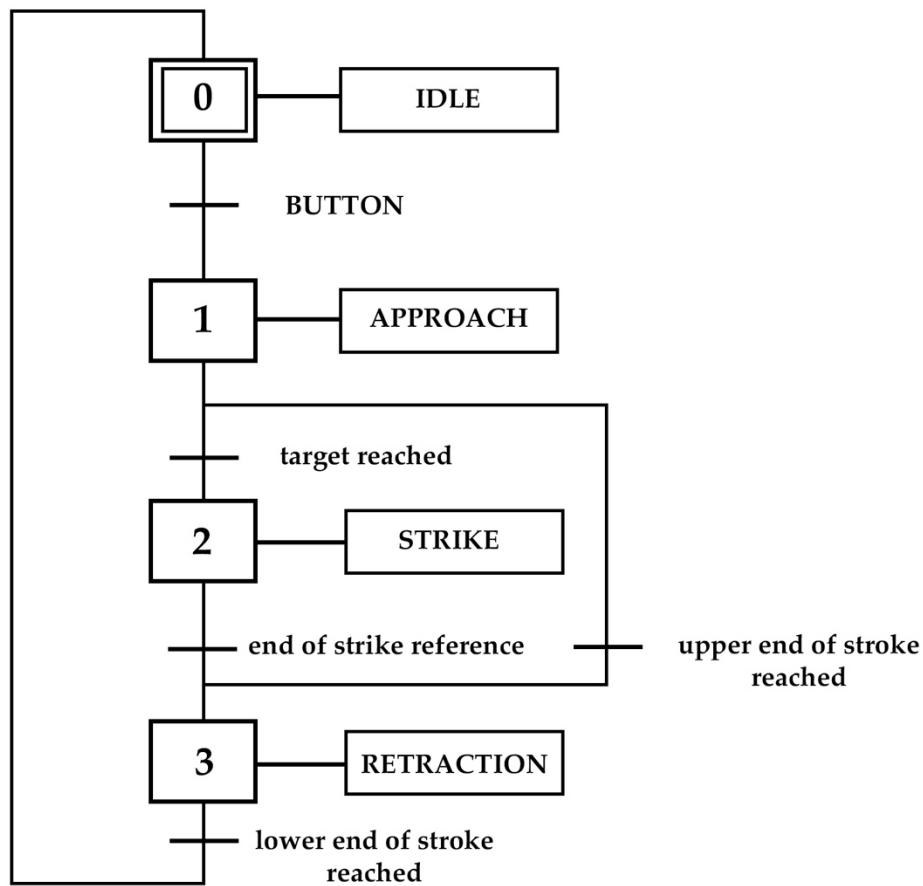 0
IDLE
BUTTON
1
APPROACH
target reached
2
STRIKE
end of strike reference
upper end of stroke
reached
3
RETRACTION
lower end of stroke
reached